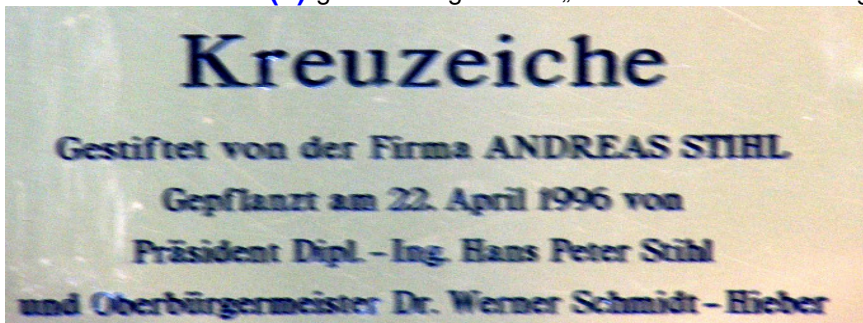 Kreuzeiche
Gestiftet von der Firma ANDREAS STIHL
Gepflanzt am 22. April 1996 von
Präsident Dipl.-Ing. Hans Peter Stihl
und Oberbürgermeister Dr. Werner Schmidt-Hieber